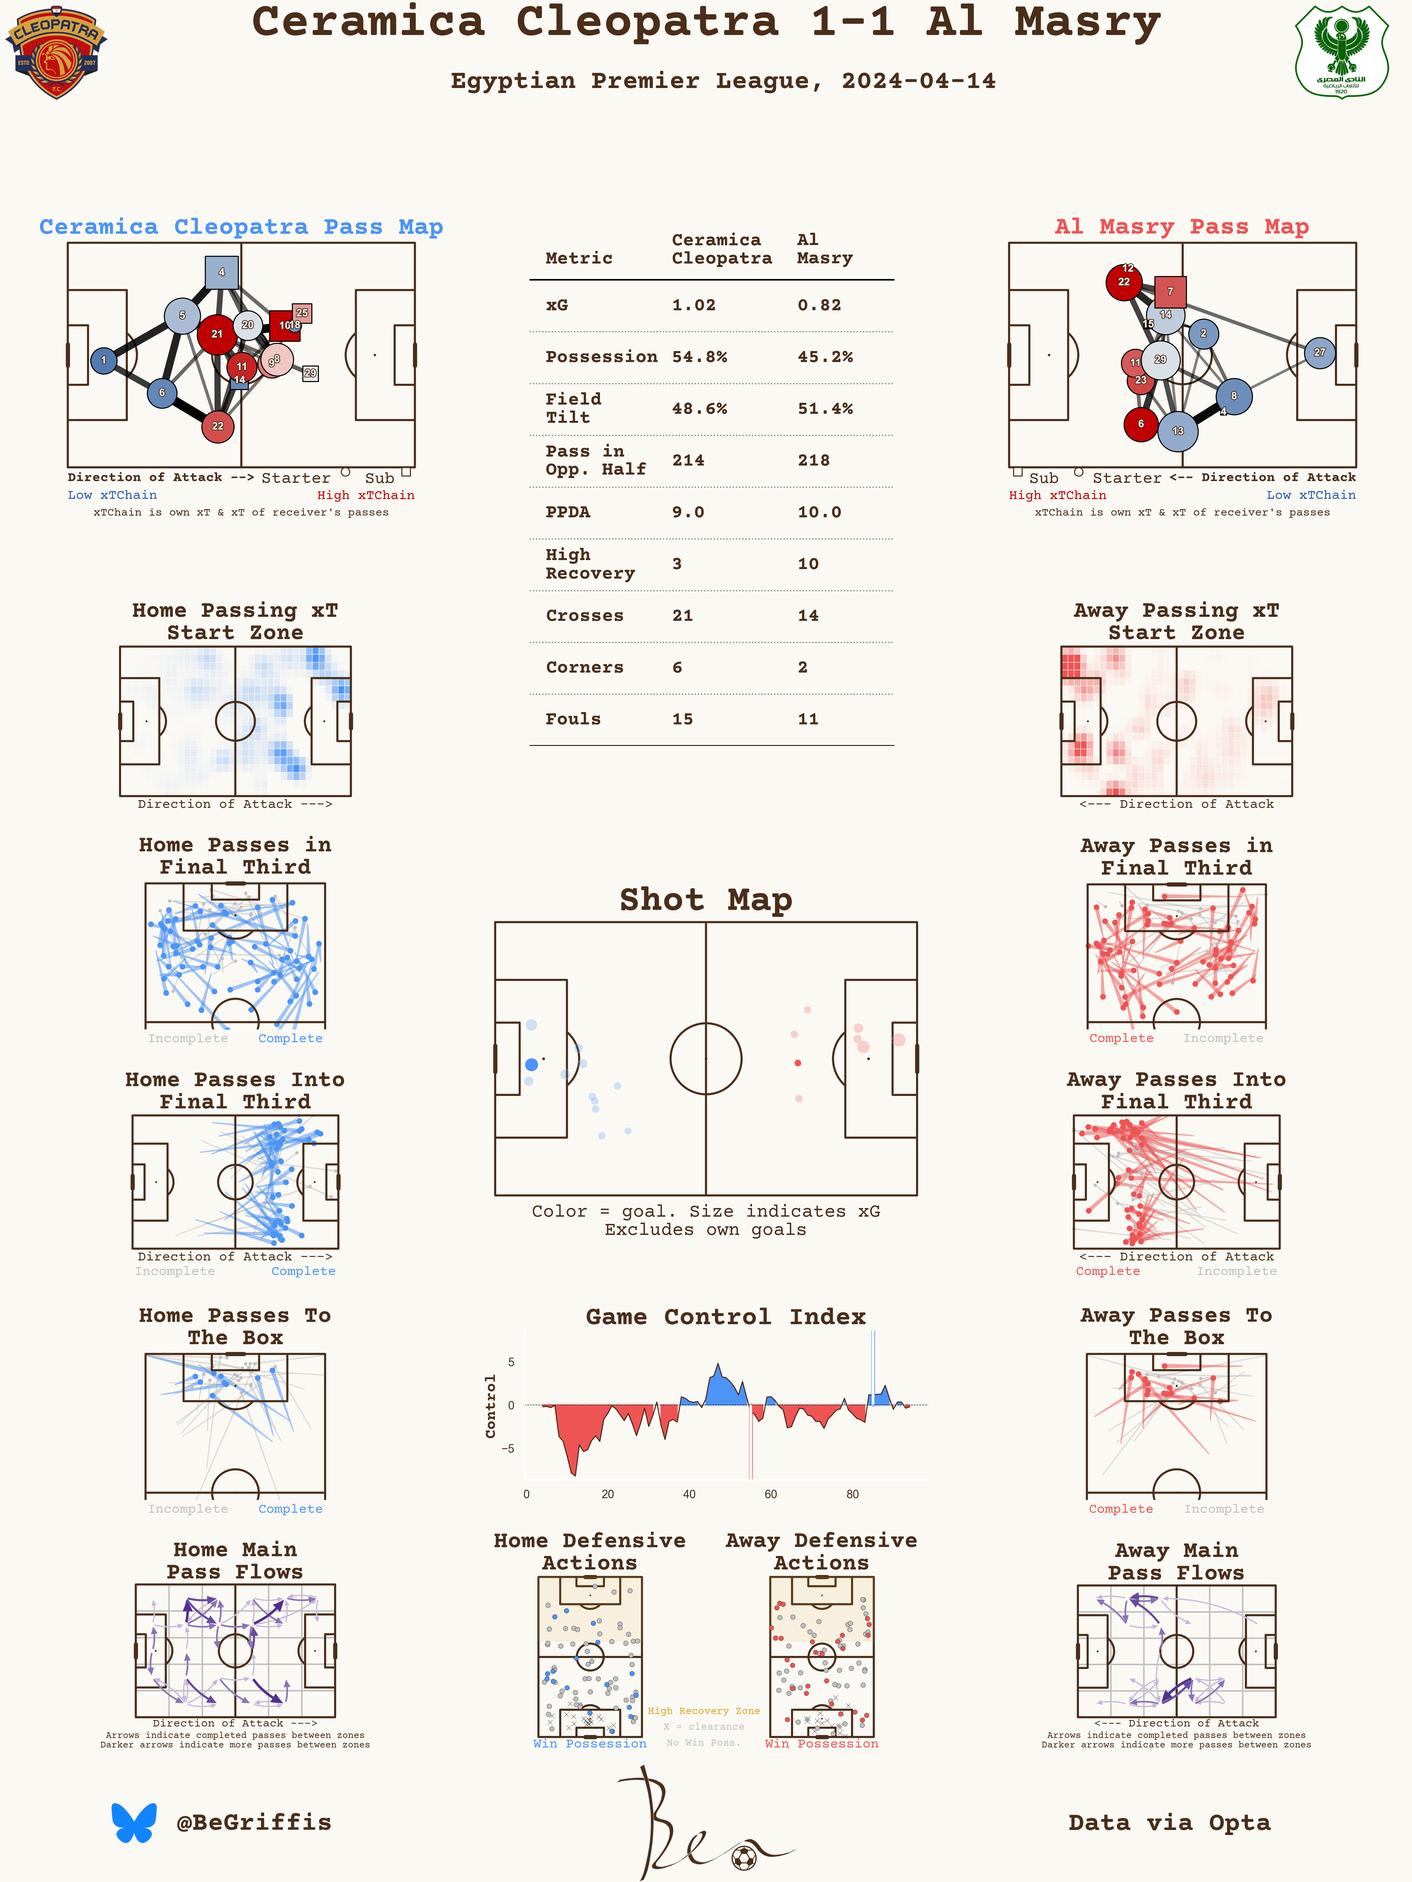 Ceramica Cleopatra 1-1 Al Masry
Egyptian Premier League, 2024-04-14
CLEOPATRA
ESTD 2007
F.C.
النادي المصري
للألعاب الرياضية
1920
Ceramica Cleopatra Pass Map
4
5
25
21
20
10
18
1
11
9
8
14
29
6
22
Direction of Attack --> Starter Sub
Low xTChain High xTChain
xTChain is own xT & xT of receiver's passes
Metric Ceramica Cleopatra Al Masry
xG 1.02 0.82
Possession 54.8% 45.2%
Field Tilt 48.6% 51.4%
Pass in Opp. Half 214 218
PPDA 9.0 10.0
High Recovery 3 10
Crosses 21 14
Corners 6 2
Fouls 15 11
Al Masry Pass Map
12
22
7
14
15
2
27
11
29
23
8
4
6
13
Sub Starter <-- Direction of Attack
High xTChain Low xTChain
xTChain is own xT & xT of receiver's passes
Home Passing xT
Start Zone
Direction of Attack --->
Away Passing xT
Start Zone
<--- Direction of Attack
Home Passes in
Final Third
Incomplete Complete
Away Passes in
Final Third
Complete Incomplete
Shot Map
Color = goal. Size indicates xG
Excludes own goals
Home Passes Into
Final Third
Direction of Attack --->
Incomplete Complete
Away Passes Into
Final Third
<--- Direction of Attack
Complete Incomplete
Home Passes To
The Box
Incomplete Complete
Game Control Index
Control
5
0
−5
0 20 40 60 80
Away Passes To
The Box
Complete Incomplete
Home Main
Pass Flows
Direction of Attack --->
Arrows indicate completed passes between zones
Darker arrows indicate more passes between zones
Home Defensive
Actions
Win Possession
High Recovery Zone
X = clearance
No Win Poss.
Away Defensive
Actions
Win Possession
Away Main
Pass Flows
<--- Direction of Attack
Arrows indicate completed passes between zones
Darker arrows indicate more passes between zones
@BeGriffis
Ben
Data via Opta